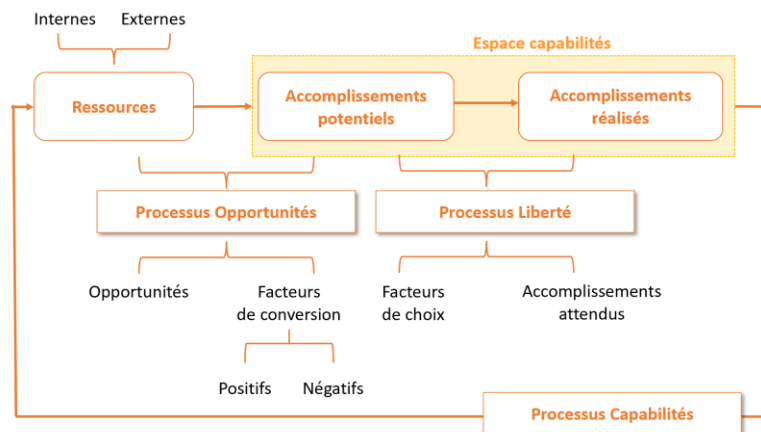 Internes Externes
Espace capabilités
Ressources
Accomplissements
potentiels
Accomplissements
réalisés
Processus Opportunités
Processus Liberté
Opportunités
Facteurs
de conversion
Facteurs
de choix
Accomplissements
attendus
Positifs Négatifs
Processus Capabilités